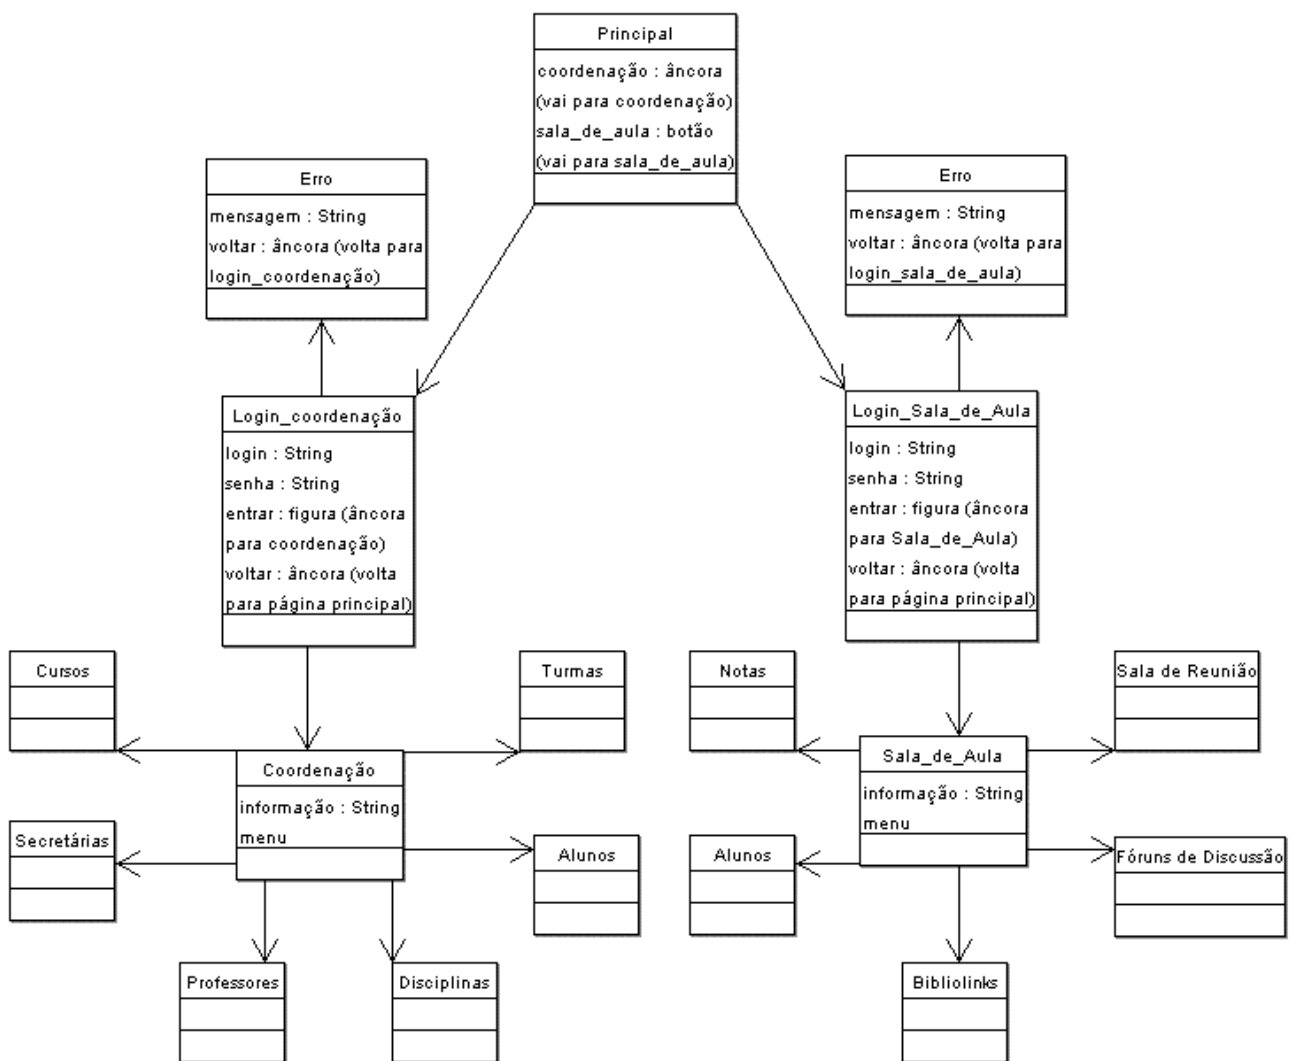 Principal
coordenação : âncora
(vai para coordenação)
sala_de_aula : botão
(vai para sala_de_aula)
Erro
mensagem : String
voltar : âncora (volta para
login_coordenação)
Erro
mensagem : String
voltar : âncora (volta para
login_sala_de_aula)
Login_coordenação
login : String
senha : String
entrar : figura (âncora
para coordenação)
voltar : âncora (volta
para página principal)
Login_Sala_de_Aula
login : String
senha : String
entrar : figura (âncora
para Sala_de_Aula)
voltar : âncora (volta
para página principal)
Cursos
Turmas
Notas
Sala de Reunião
Coordenação
informação : String
menu
Sala_de_Aula
informação : String
menu
Secretárias
Alunos
Alunos
Fóruns de Discussão
Professores
Disciplinas
Bibliolinks